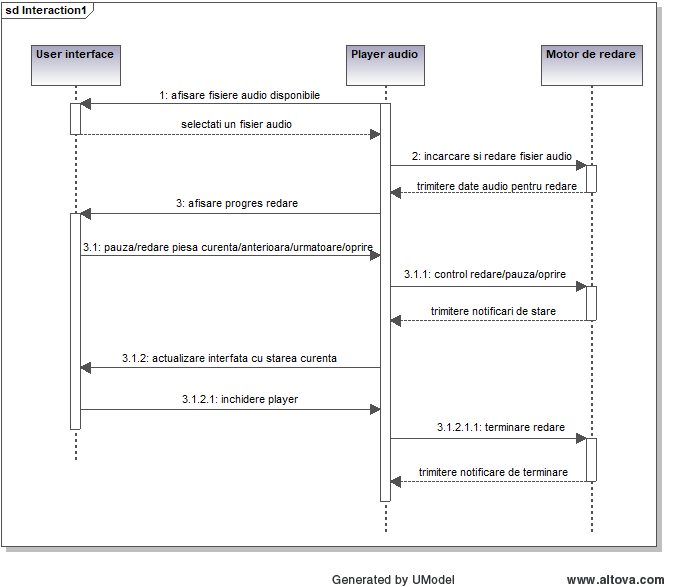 sd Interaction1
User interface
Player audio
Motor de redare
1: afisare fisiere audio disponibile
selectati un fisier audio
2: incarcare si redare fisier audio
trimitere date audio pentru redare
3: afisare progres redare
3.1: pauza/redare piesa curenta/anterioara/urmatoare/oprire
3.1.1: control redare/pauza/oprire
trimitere notificari de stare
3.1.2: actualizare interfata cu starea curenta
3.1.2.1: inchidere player
3.1.2.1.1: terminare redare
trimitere notificare de terminare
Generated by UModel
www.altova.com